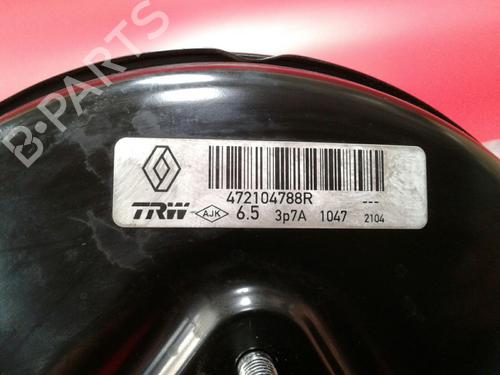 B-PARTS
472104788R ---
TRW AJK 6.5 3p7A 1047 2104